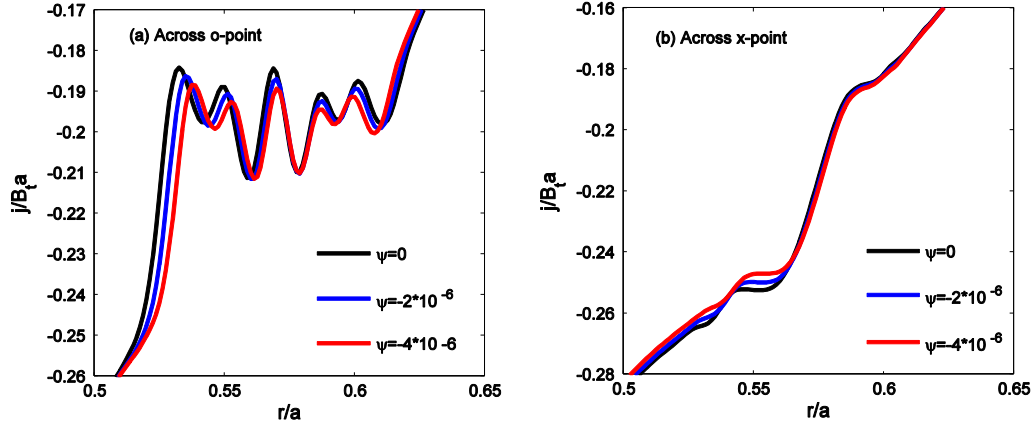 (a) Across o-point
-0.17
-0.18
-0.19
-0.2
-0.21
-0.22
-0.23
-0.24
-0.25
-0.26
j/B_t a
0.5
0.55
0.6
0.65
r/a
ψ=0
ψ=-2*10 ^-6
ψ=-4*10 -6
(b) Across x-point
-0.16
-0.18
-0.2
-0.22
-0.24
-0.26
-0.28
j/B_t a
0.5
0.55
0.6
0.65
r/a
ψ=0
ψ=-2*10 ^-6
ψ=-4*10 ^-6